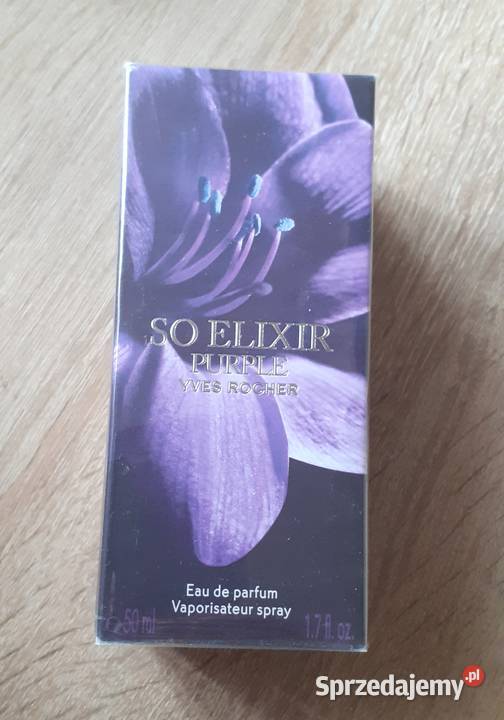 SO ELIXIR
PURPLE
YVES ROCHER
Eau de parfum
Vaporisateur spray
50 ml 1.7 fl. oz.
Sprzedajemy.pl